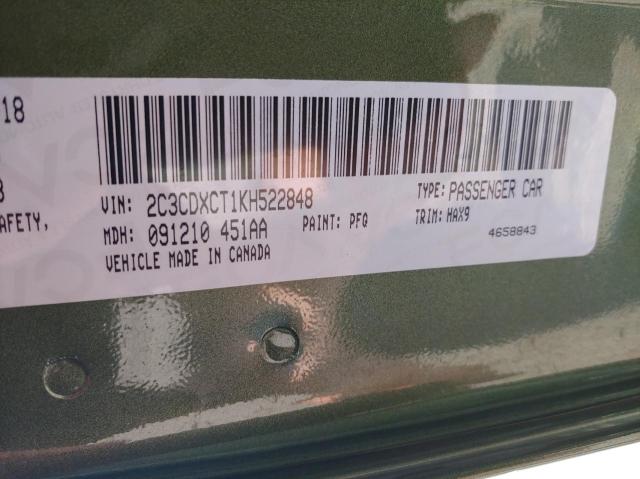 18
VIN: 2C3CDXCT1KH522848
TYPE: PASSENGER CAR
AFETY,
MDH: 091210 451AA
PAINT: PFQ
TRIM: HAX9
VEHICLE MADE IN CANADA
4658843